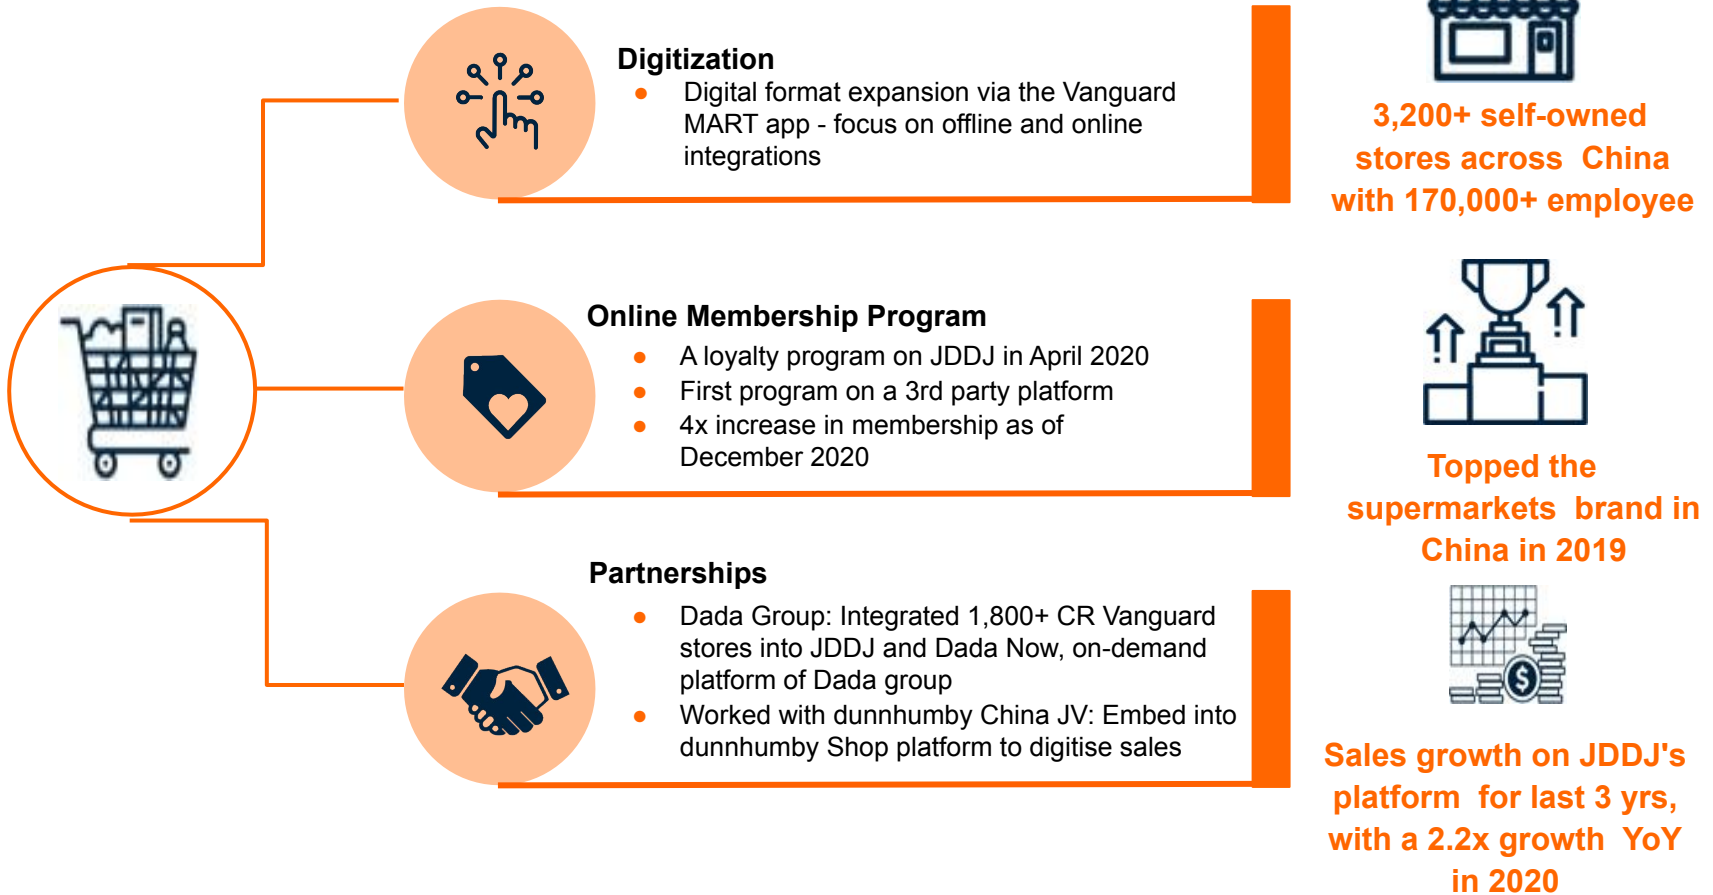 Digitization
● Digital format expansion via the Vanguard
MART app - focus on offline and online
integrations
3,200+ self-owned
stores across China
with 170,000+ employee
Online Membership Program
● A loyalty program on JDDJ in April 2020
● First program on a 3rd party platform
● 4x increase in membership as of
December 2020
Topped the
supermarkets brand in
China in 2019
Partnerships
● Dada Group: Integrated 1,800+ CR Vanguard
stores into JDDJ and Dada Now, on-demand
platform of Dada group
● Worked with dunnhumby China JV: Embed into
dunnhumby Shop platform to digitise sales
$
Sales growth on JDDJ's
platform for last 3 yrs,
with a 2.2x growth YoY
in 2020